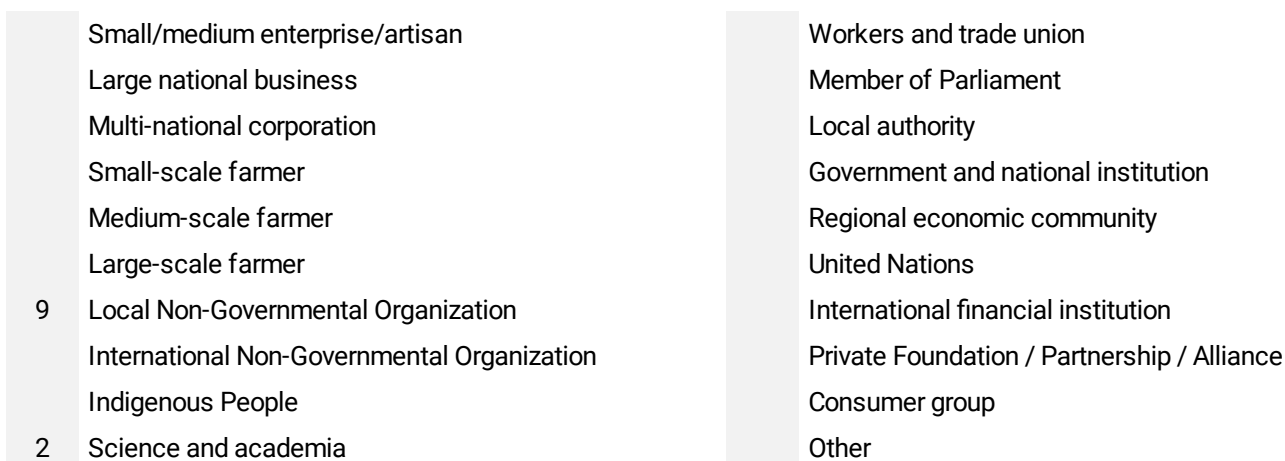 Small/medium enterprise/artisan
Large national business
Multi-national corporation
Small-scale farmer
Medium-scale farmer
Large-scale farmer
9 Local Non-Governmental Organization
International Non-Governmental Organization
Indigenous People
2 Science and academia
Workers and trade union
Member of Parliament
Local authority
Government and national institution
Regional economic community
United Nations
International financial institution
Private Foundation / Partnership / Alliance
Consumer group
Other